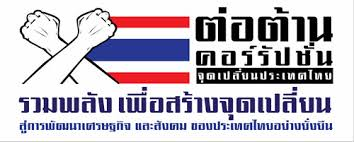 ต่อต้าน
คอร์รัปชั่น
จุดเปลี่ยนประเทศไทย
รวมพลัง เพื่อสร้างจุดเปลี่ยน
สู่การพัฒนาเศรษฐกิจ และสังคม ของประเทศไทยอย่างยั่งยืน